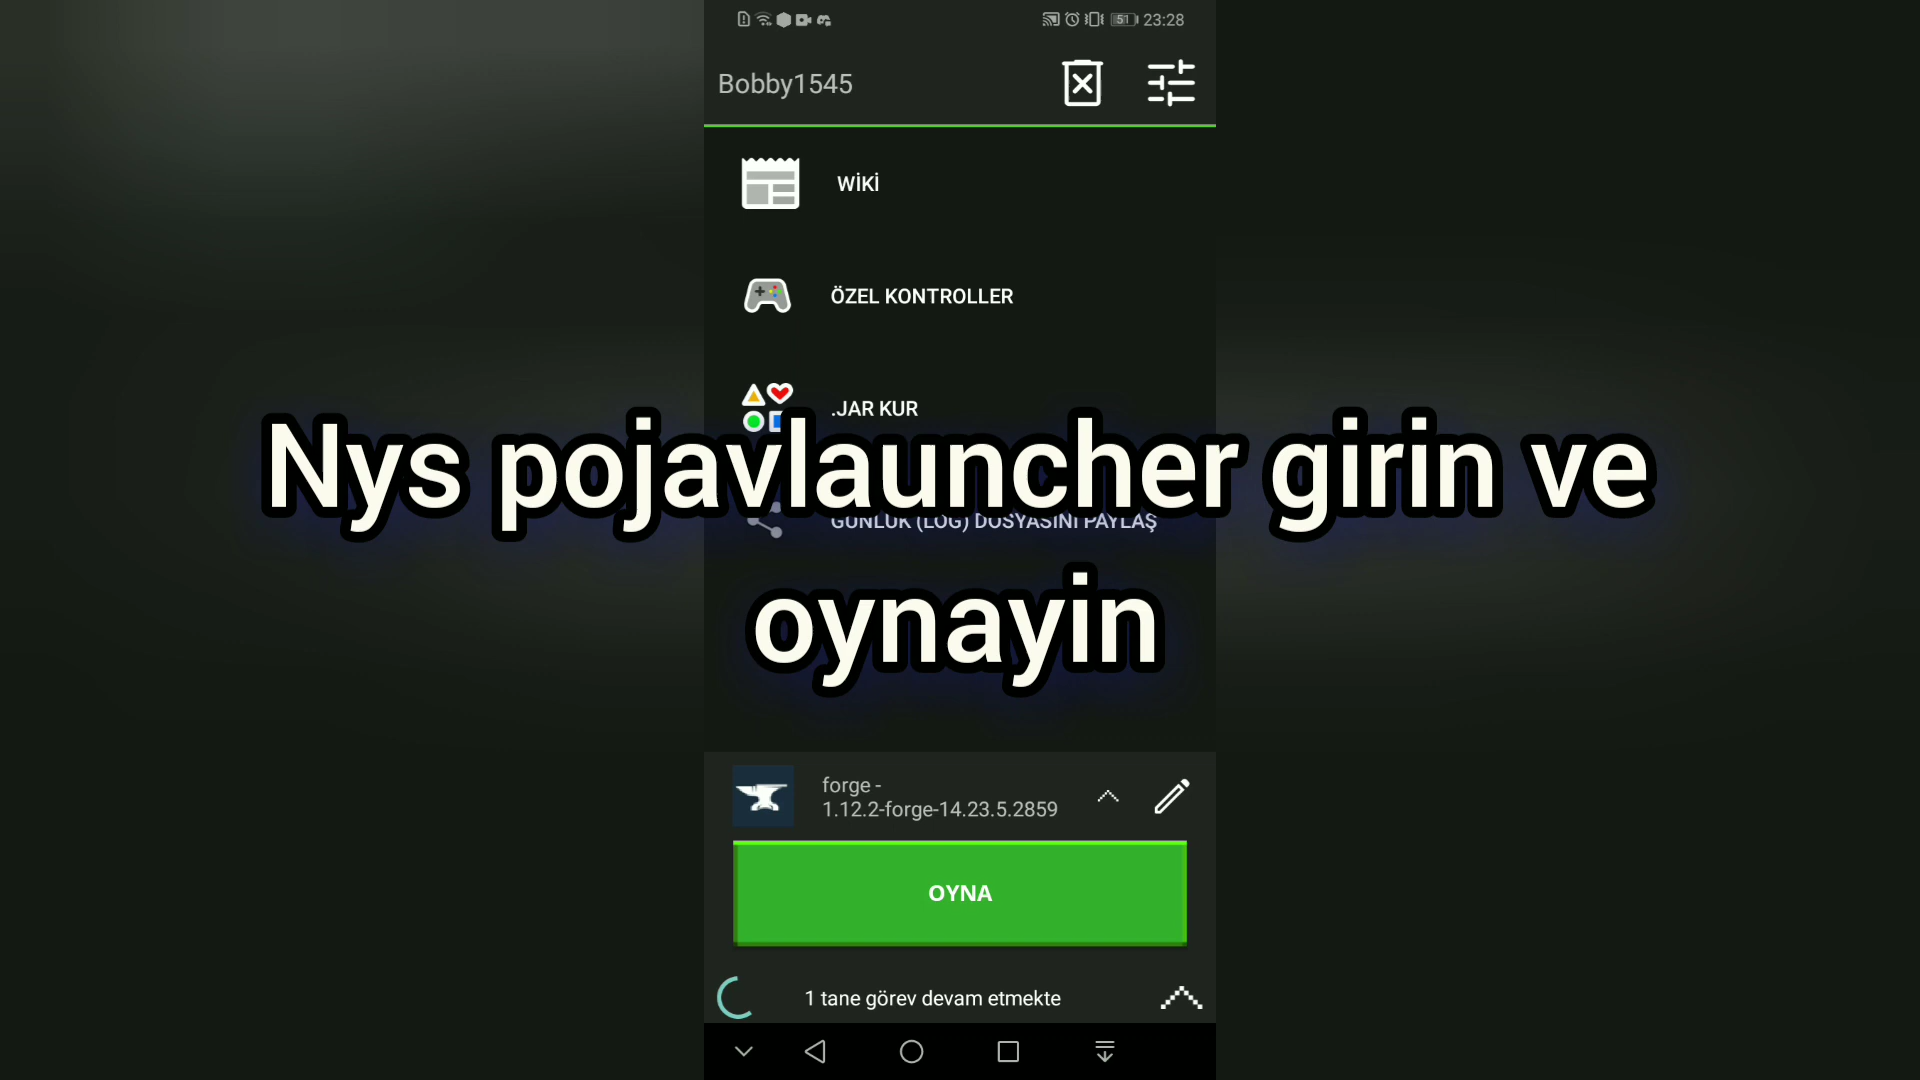 51 23:28
Bobby1545
WİKİ
ÖZEL KONTROLLER
.JAR KUR
Nys pojavlauncher girin ve
GÜNLÜK (LOG) DOSYASINI PAYLAŞ
oynayin
forge -
1.12.2-forge-14.23.5.2859
OYNA
1 tane görev devam etmekte